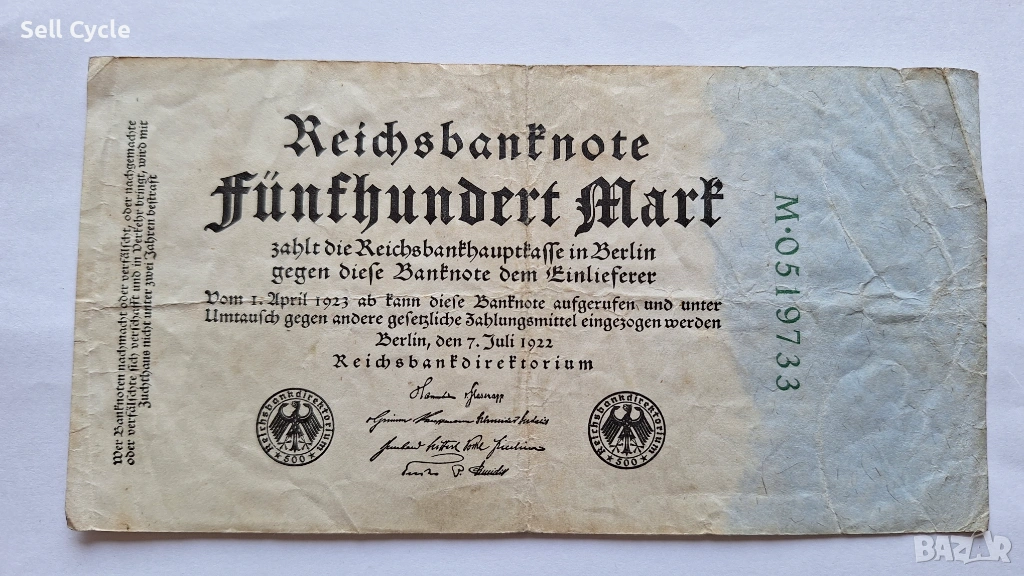 Sell Cycle
Wer Banknoten nachmacht oder verfälscht, oder nachgemachte
oder verfälschte sich verschafft und in Verkehr bringt, wird mit
Zuchthaus nicht unter zwei Jahren bestraft
Reichsbanknote
Fünfhundert Mark
zahlt die Reichsbankhauptkasse in Berlin
gegen diese Banknote dem Einlieferer
Vom 1. April 1923 ab kann diese Banknote aufgerufen und unter
Umtausch gegen andere gesetzliche Zahlungsmittel eingezogen werden
Berlin, den 7. Juli 1922
Reichsbankdirektorium
Reichsbankdirektorium
500
Reichsbankdirektorium
500
M·0519733
BAZAR